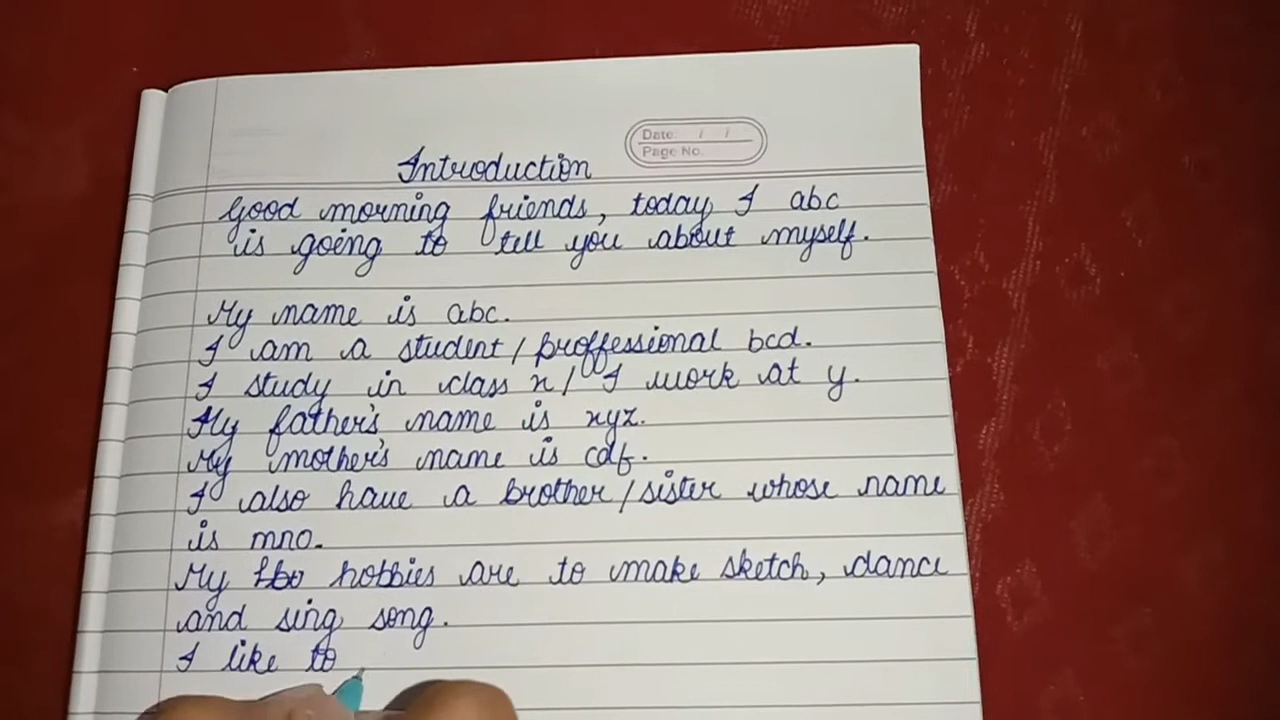 Date: / /
Page No.
Introduction
Good morning friends, today I abc
is going to tell you about myself.
My name is abc.
I am a student/proffessional bcd.
I study in class x/ I work at y.
My father's name is xyz.
My mother's name is cdf.
I also have a brother/sister whose name
is mno.
My hobbies are to make sketch, dance
and sing song.
I like to